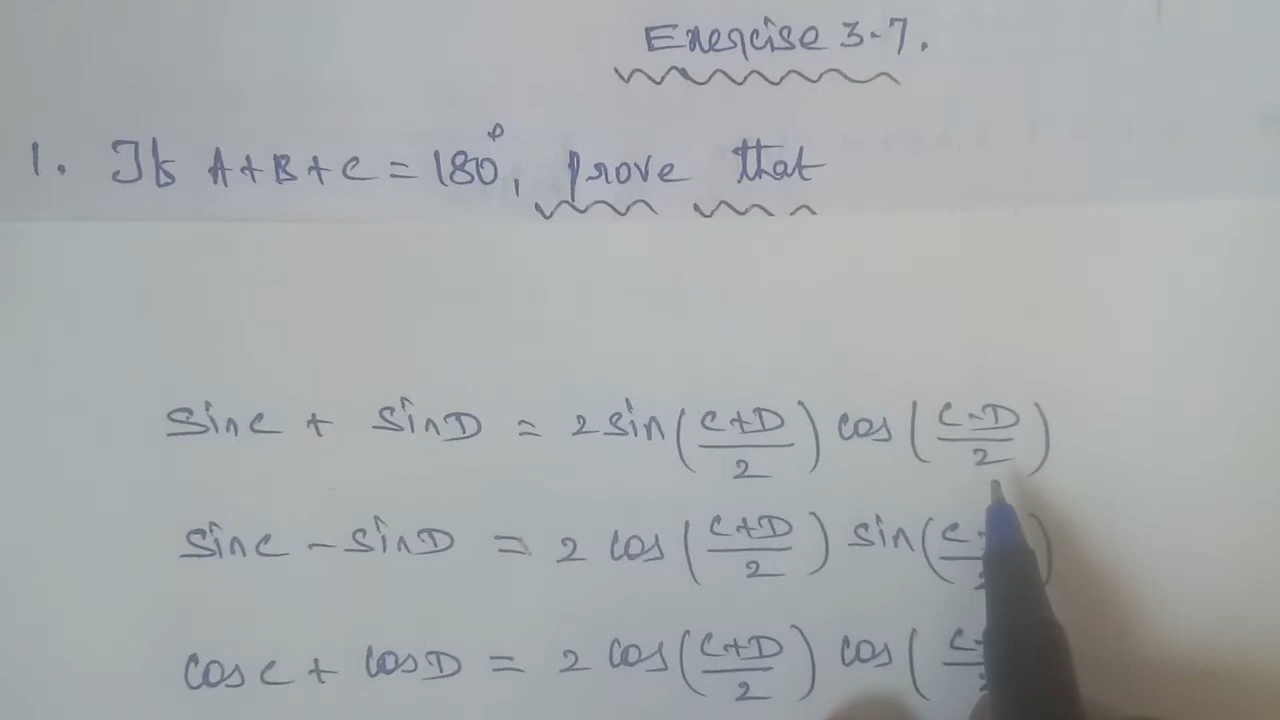 Exercise 3.7.
1. If A+B+C=180°, prove that
sinC + sinD = 2sin((C+D)/2) cos((C-D)/2)
sinC - sinD = 2 cos((C+D)/2) sin(
cosC + cosD = 2 cos((C+D)/2) cos(